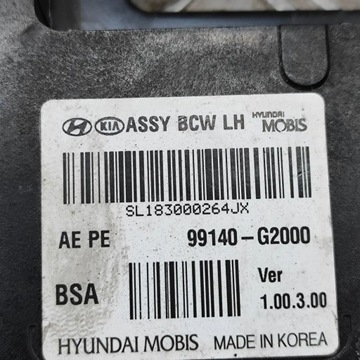 KIA ASSY BCW LH HYUNDAI MOBIS
SL183000264JX
AE PE 99140-G2000
BSA Ver 1.00.3.00
HYUNDAI MOBIS MADE IN KOREA